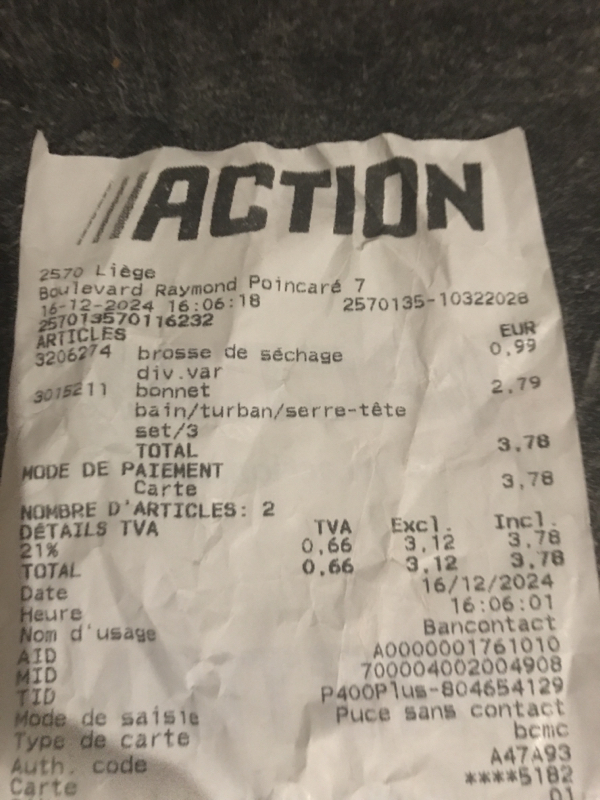 ACTION
2570 Liège
Boulevard Raymond Poincaré 7
16-12-2024 16:06:18 2570135-10322028
257013570116232
ARTICLES EUR
3206274 brosse de séchage 0,99
div.var
3015211 bonnet 2,79
bain/turban/serre-tête
set/3
TOTAL 3,78
MODE DE PAIEMENT
Carte 3,78
NOMBRE D'ARTICLES: 2
DÉTAILS TVA TVA Excl. Incl.
21% 0,66 3,12 3,78
TOTAL 0,66 3,12 3,78
Date 16/12/2024
Heure 16:06:01
Nom d'usage Bancontact
AID A0000001761010
MID 700004002004908
TID P400Plus-804654129
Mode de saisie Puce sans contact
Type de carte bcmc
Auth. code A47A93
Carte ****5182
01